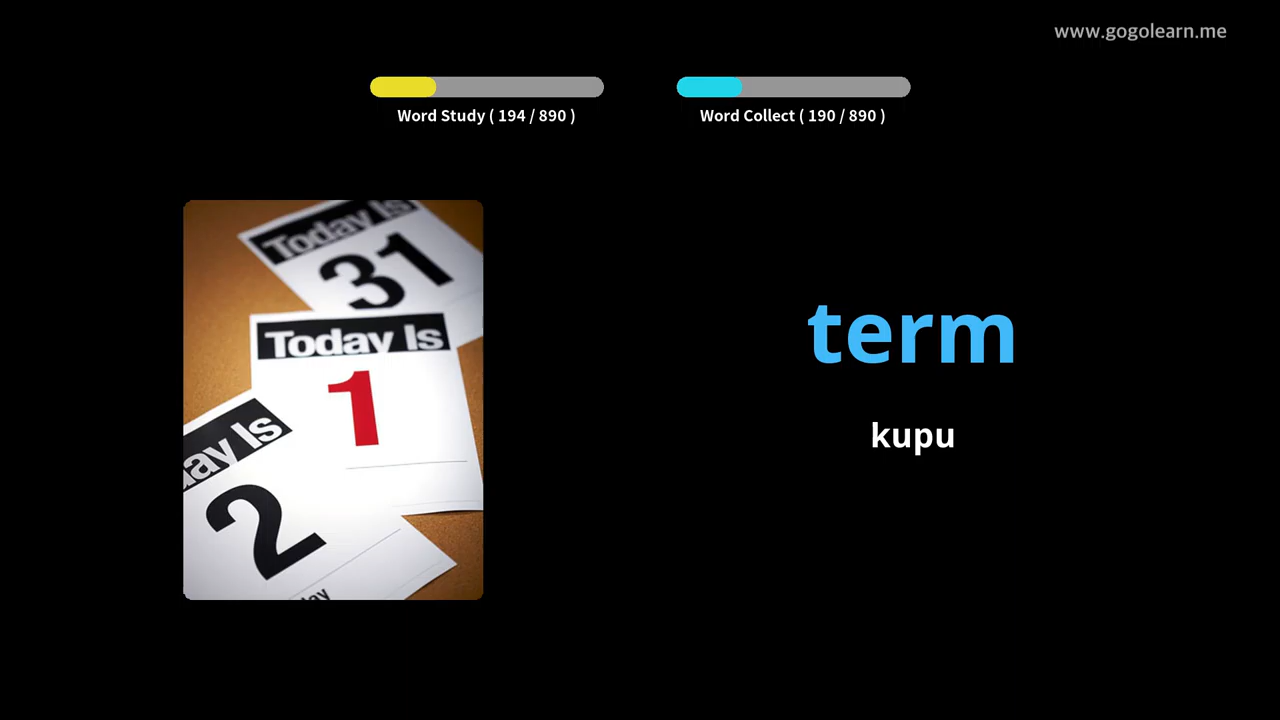 www.gogolearn.me
Word Study ( 194 / 890 )
Word Collect ( 190 / 890 )
Today Is
31
Today Is
1
ay Is
2
term
kupu